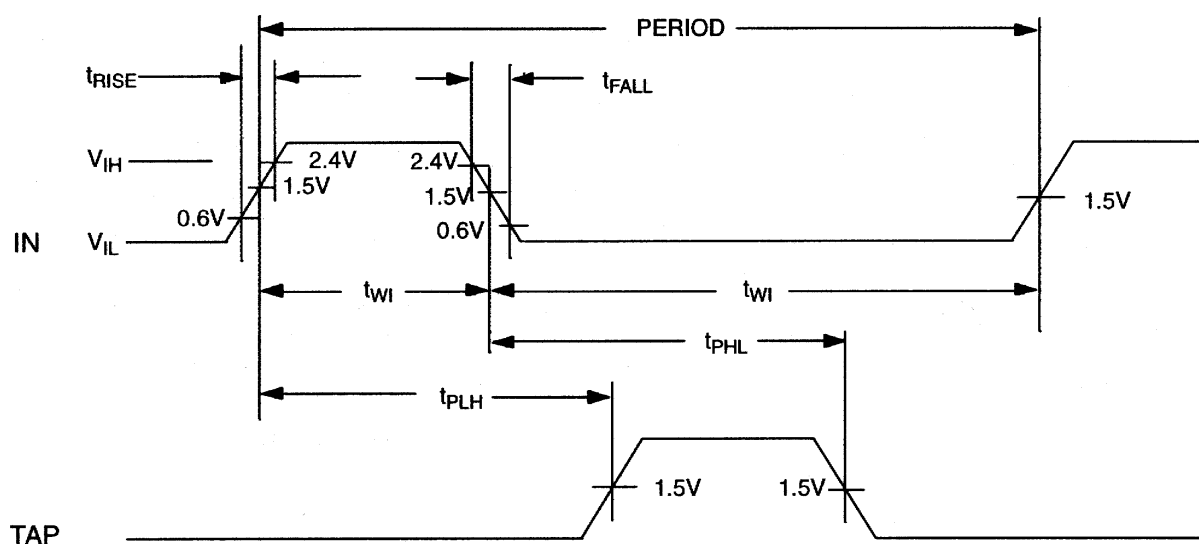 PERIOD
tRISE
tFALL
VIH
2.4V
2.4V
1.5V
1.5V
1.5V
0.6V
0.6V
IN
VIL
tWI
tWI
tPHL
tPLH
1.5V
1.5V
TAP